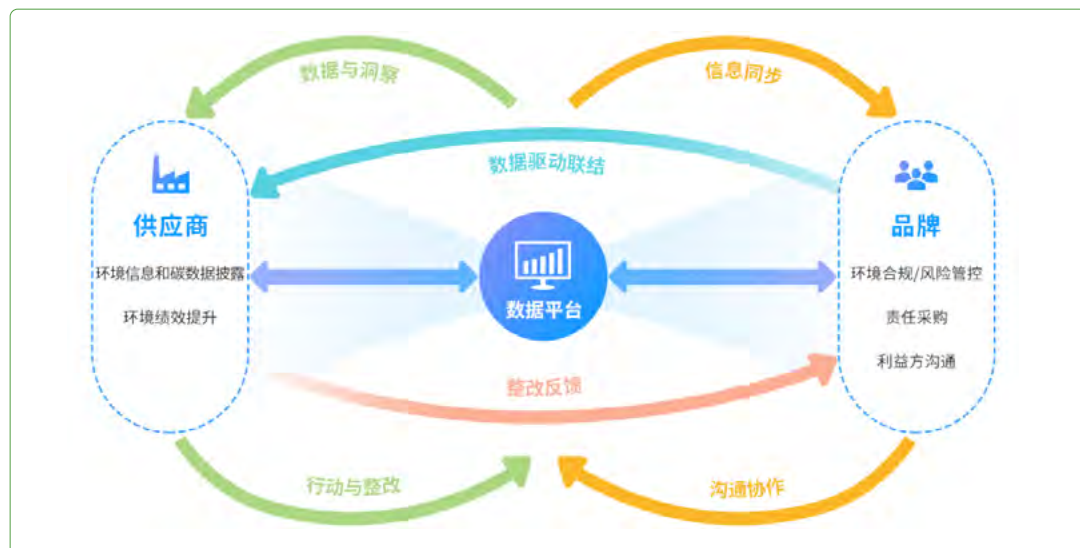 数据与洞察
信息同步
数据驱动联结
供应商
环境信息和碳数据披露
环境绩效提升
数据平台
品牌
环境合规/风险管控
责任采购
利益方沟通
整改反馈
行动与整改
沟通协作